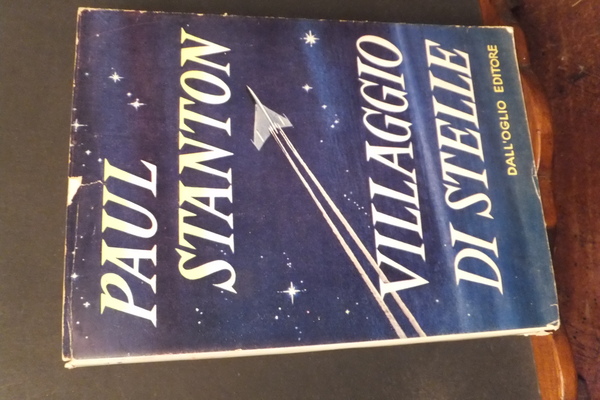 PAUL
STANTON
VILLAGGIO
DI STELLE
DALL'OGLIO EDITORE